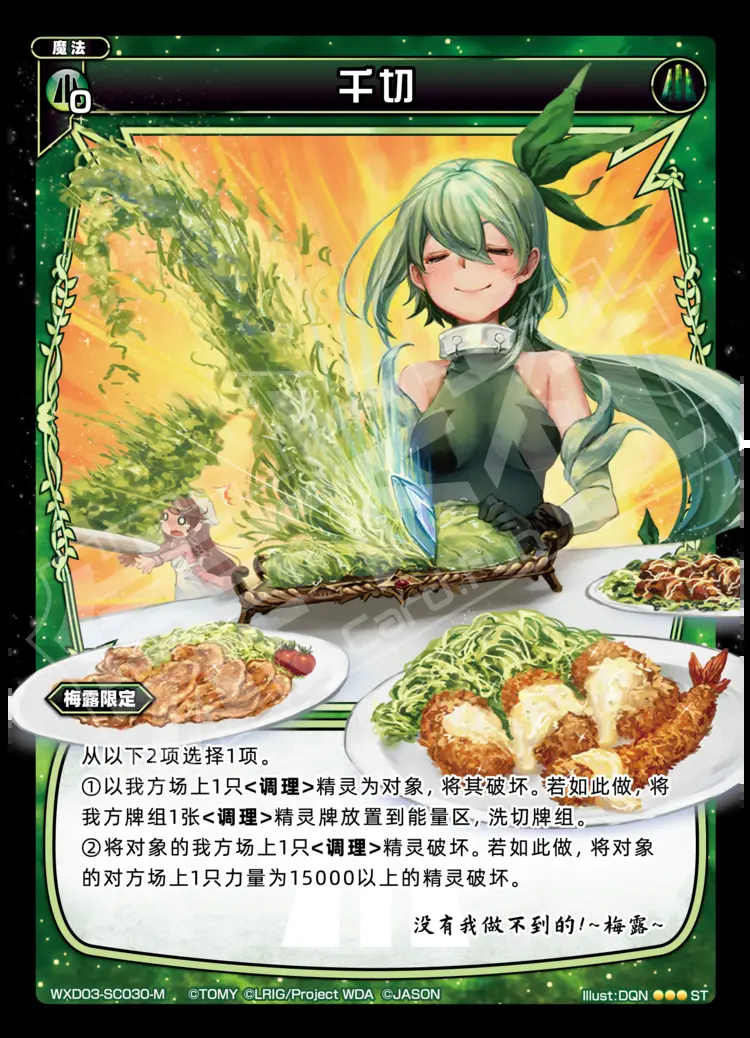 魔法
0
千切
梅露限定
从以下2项选择1项。
①以我方场上1只<调理>精灵为对象，将其破坏。若如此做，将
我方牌组1张<调理>精灵牌放置到能量区，洗切牌组。
②将对象的我方场上1只<调理>精灵破坏。若如此做，将对象
的对方场上1只力量为15000以上的精灵破坏。
没有我做不到的!~梅露~
WXD03-SC030-M ©TOMY ©LRIG/Project WDA ©JASON Illust:DQN ST